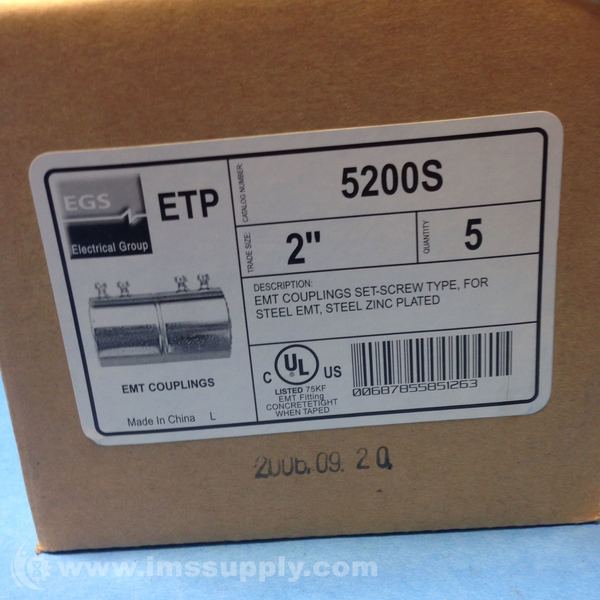 EGS
Electrical Group
ETP
CATALOG NUMBER:
5200S
TRADE SIZE:
2"
QUANTITY
5
DESCRIPTION:
EMT COUPLINGS SET-SCREW TYPE, FOR
STEEL EMT, STEEL ZINC PLATED
EMT COUPLINGS
Made In China L
C UL US
LISTED 75KF
EMT Fitting
CONCRETETIGHT
WHEN TAPED
00687855851263
2006.09.20
© www.imssupply.com